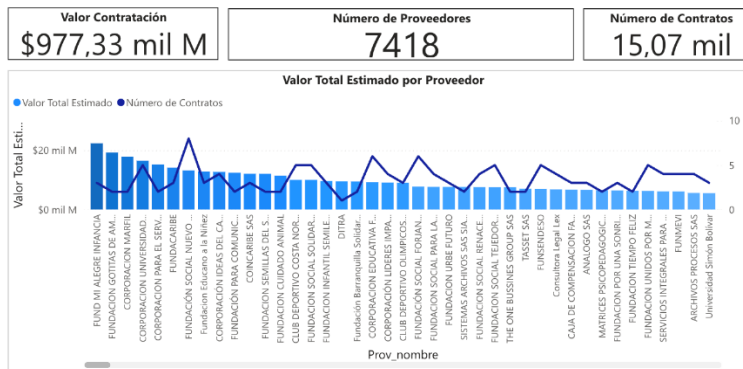 Valor Contratación
$977,33 mil M
Número de Proveedores
7418
Número de Contratos
15,07 mil
Valor Total Estimado por Proveedor
Valor Total Estimado
Número de Contratos
Valor Total Esti...
$20 mil M
$0 mil M
10
5
0
FUND MI ALEGRE INFANCIA
FUNDACION GOTITAS DE AM...
CORPORACION MARFIL
CORPORACION UNIVERSIDAD...
CORPORACION PARA EL SERV...
FUNDACARIBE
FUNDACIÓN SOCIAL NUEVO ...
Fundacion Educano a la Niñez
CORPORACIÓN IDEAS DEL CA...
FUNDACIÓN PARA COMUNIC...
COINCARIBE SAS
FUNDACION SEMILLAS DEL S...
FUNDACION CUIDADO ANIMAL
CLUB DEPORTIVO COSTA NOR...
FUNDACION SOCIAL SOLIDAR...
FUNDACION INFANTIL SEMILE...
DITRA
Fundación Barranquilla Solidar...
CORPORACION EDUCATIVA F...
CORPORACION LIDERES IMPA...
CLUB DEPORTIVO OLIMPICOS...
FUNDACIÓN SOCIAL FORJAN...
FUNDACION SOCIAL PARA LA...
FUNDACION URBE FUTURO
SISTEMAS ARCHIVOS SAS SIA...
FUNDACION SOCIAL RENACE...
FUNDACION SOCIAL TEJEDOR...
THE ONE BUSSINES GROUP SAS
TASSET SAS
FUNSENDESO
Consultora Legal Lex
CAJA DE COMPENSACION FA...
ANALOGO SAS
MATRICES PSICOPEDAGOGIC...
FUNDACION POR UNA SONRI...
FUNDACION TIEMPO FELIZ
FUNDACION UNIDOS POR M...
SERVICIOS INTEGRALES PARA ...
FUNMEVI
ARCHIVOS PROCESOS SAS
Universidad Simón Bolívar
Prov_nombre